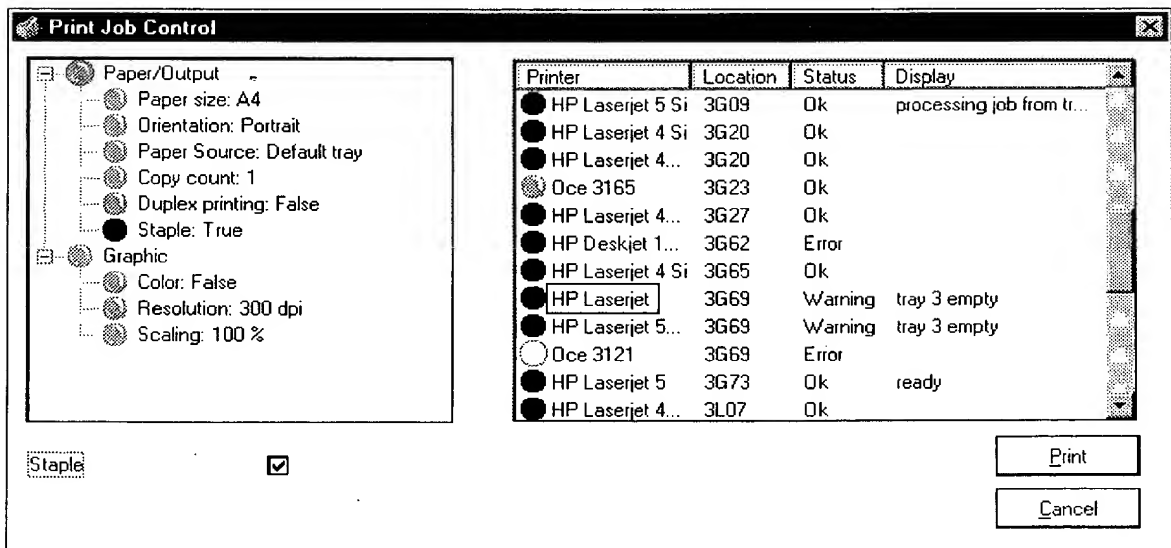 Print Job Control
Paper/Output
Paper size: A4
Orientation: Portrait
Paper Source: Default tray
Copy count: 1
Duplex printing: False
Staple: True
Graphic
Color: False
Resolution: 300 dpi
Scaling: 100 %
Staple
Printer Location Status Display
HP Laserjet 5 Si 3G09 Ok processing job from tr...
HP Laserjet 4 Si 3G20 Ok
HP Laserjet 4... 3G20 Ok
Oce 3165 3G23 Ok
HP Laserjet 4... 3G27 Ok
HP Deskjet 1... 3G62 Error
HP Laserjet 4 Si 3G65 Ok
HP Laserjet 3G69 Warning tray 3 empty
HP Laserjet 5... 3G69 Warning tray 3 empty
Oce 3121 3G69 Error
HP Laserjet 5 3G73 Ok ready
HP Laserjet 4... 3L07 Ok
Print
Cancel